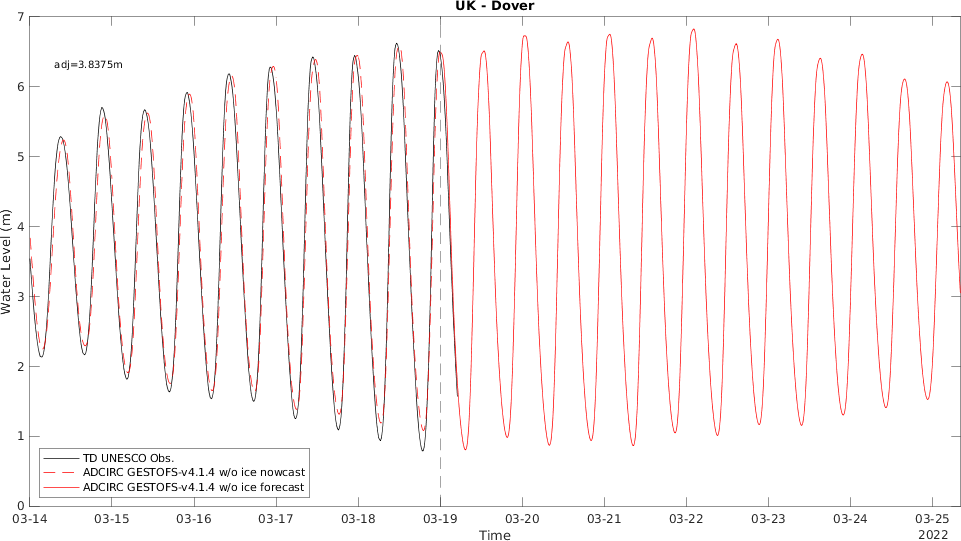 UK - Dover
adj=3.8375m
Water Level (m)
7
6
5
4
3
2
1
0
TD UNESCO Obs.
ADCIRC GESTOFS-v4.1.4 w/o ice nowcast
ADCIRC GESTOFS-v4.1.4 w/o ice forecast
03-14 03-15 03-16 03-17 03-18 03-19 03-20 03-21 03-22 03-23 03-24 03-25
2022
Time